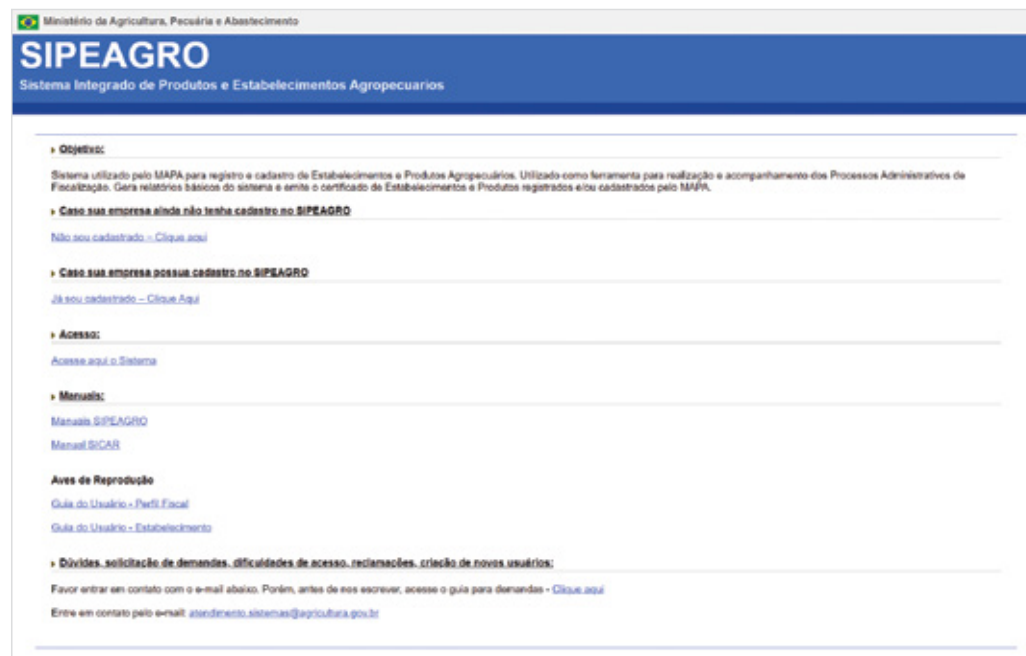 Ministério da Agricultura, Pecuária e Abastecimento
SIPEAGRO
Sistema Integrado de Produtos e Estabelecimentos Agropecuarios
Objetivo:
Sistema utilizado pelo MAPA para registro e cadastro de Estabelecimentos e Produtos Agropecuários. Utilizado como ferramenta para realização e acompanhamento dos Processos Administrativos de
Fiscalização. Gera relatórios básicos do sistema e emite o certificado de Estabelecimentos e Produtos registrados e/ou cadastrados pelo MAPA.
Caso sua empresa ainda não tenha cadastro no SIPEAGRO
Não sou cadastrado – Clique aqui
Caso sua empresa possua cadastro no SIPEAGRO
Já sou cadastrado – Clique Aqui
Acesso:
Acesse aqui o Sistema
Manuais:
Manuais SIPEAGRO
Manual SICAR
Aves de Reprodução
Guia do Usuário - Perfil Fiscal
Guia do Usuário - Estabelecimento
Dúvidas, solicitação de demandas, dificuldades de acesso, reclamações, criação de novos usuários:
Favor entrar em contato com o e-mail abaixo. Porém, antes de nos escrever, acesse o guia para demandas - Clique aqui
Entre em contato pelo e-mail: atendimento.sistemas@agricultura.gov.br